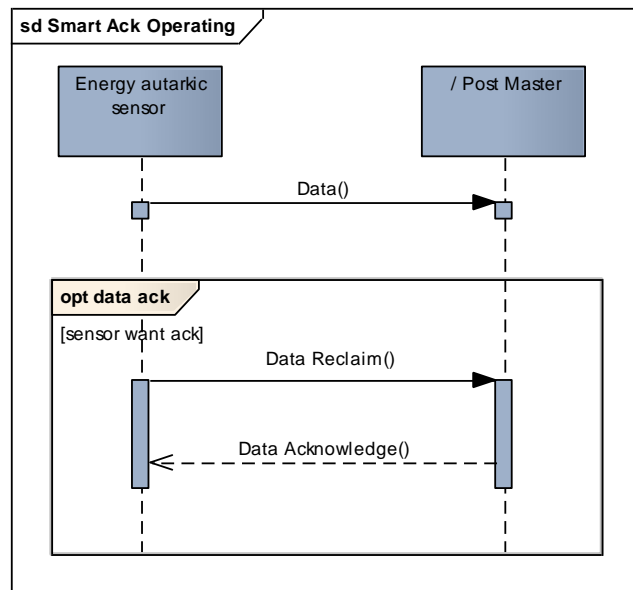 sd Smart Ack Operating
Energy autarkic
sensor
/ Post Master
Data()
opt data ack
[sensor want ack]
Data Reclaim()
Data Acknowledge()